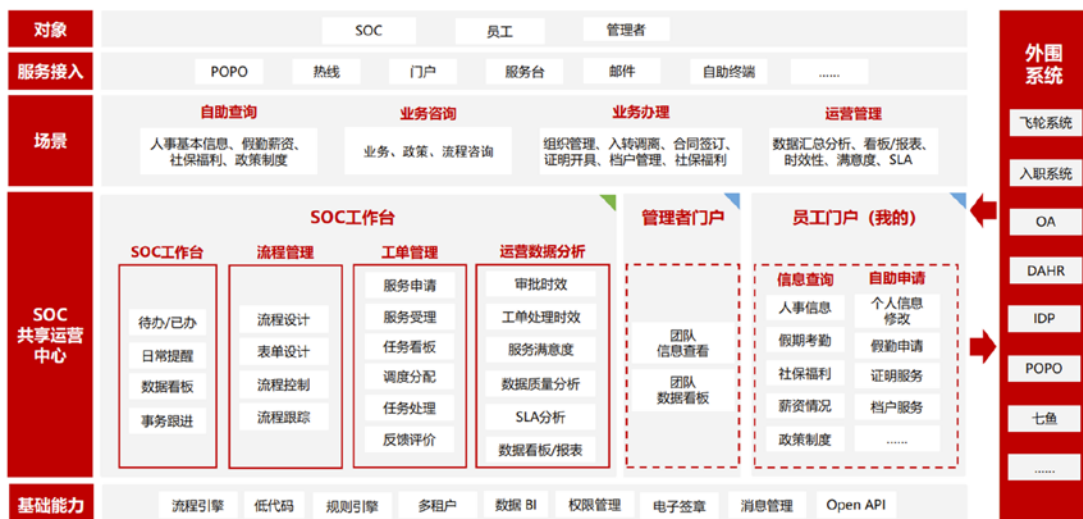 对象
SOC
员工
管理者
服务接入
POPO
热线
门户
服务台
邮件
自助终端
......
场景
自助查询
人事基本信息、假勤薪资、
社保福利、政策制度
业务咨询
业务、政策、流程咨询
业务办理
组织管理、入转调离、合同签订、
证明开具、档户管理、社保福利
运营管理
数据汇总分析、看板/报表、
时效性、满意度、SLA
SOC
共享运营
中心
SOC工作台
SOC工作台
待办/已办
日常提醒
数据看板
事务跟进
流程管理
流程设计
表单设计
流程控制
流程跟踪
工单管理
服务申请
服务受理
任务看板
调度分配
任务处理
反馈评价
运营数据分析
审批时效
工单处理时效
服务满意度
数据质量分析
SLA分析
数据看板/报表
管理者门户
团队
信息查看
团队
数据看板
员工门户（我的）
信息查询
人事信息
假期考勤
社保福利
薪资情况
政策制度
自助申请
个人信息
修改
假勤申请
证明服务
档户服务
......
基础能力
流程引擎
低代码
规则引擎
多租户
数据 BI
权限管理
电子签章
消息管理
Open API
外围
系统
飞轮系统
入职系统
OA
DAHR
IDP
POPO
七鱼
......